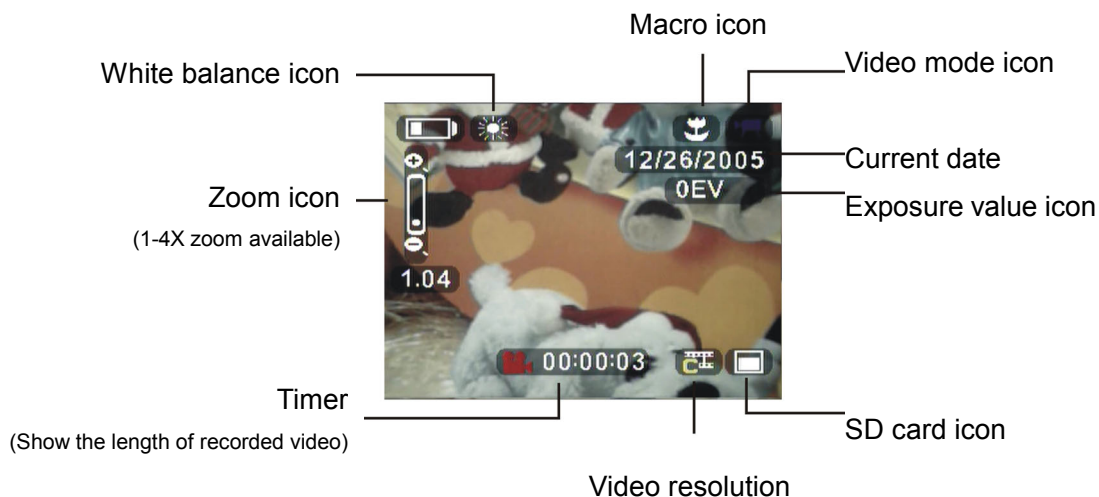 Macro icon
White balance icon
Video mode icon
12/26/2005
Current date
0EV
Exposure value icon
Zoom icon
(1-4X zoom available)
1.04
00:00:03
C
Timer
(Show the length of recorded video)
SD card icon
Video resolution